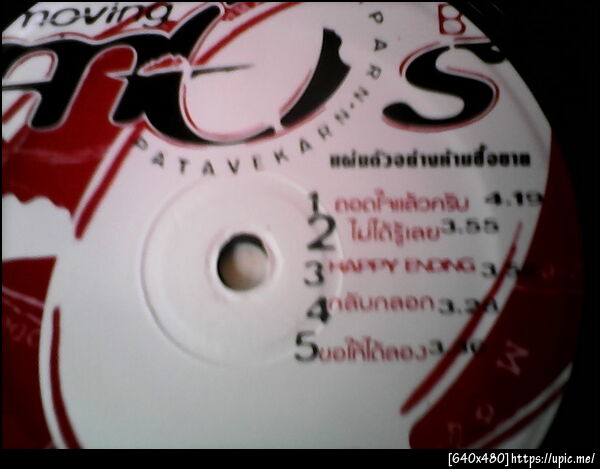 moving
B
mOs
PATAVEKARN·PARN·N
แผ่นตัวอย่างห้ามซื้อขาย
1 ถอดใจแล้วครับ 4.19
2 ไม่ได้รู้เลย 3.55
3 HAPPY ENDING
4 กลับกลอก
5 ขอให้ได้ลอง
[640x480]https://upic.me/